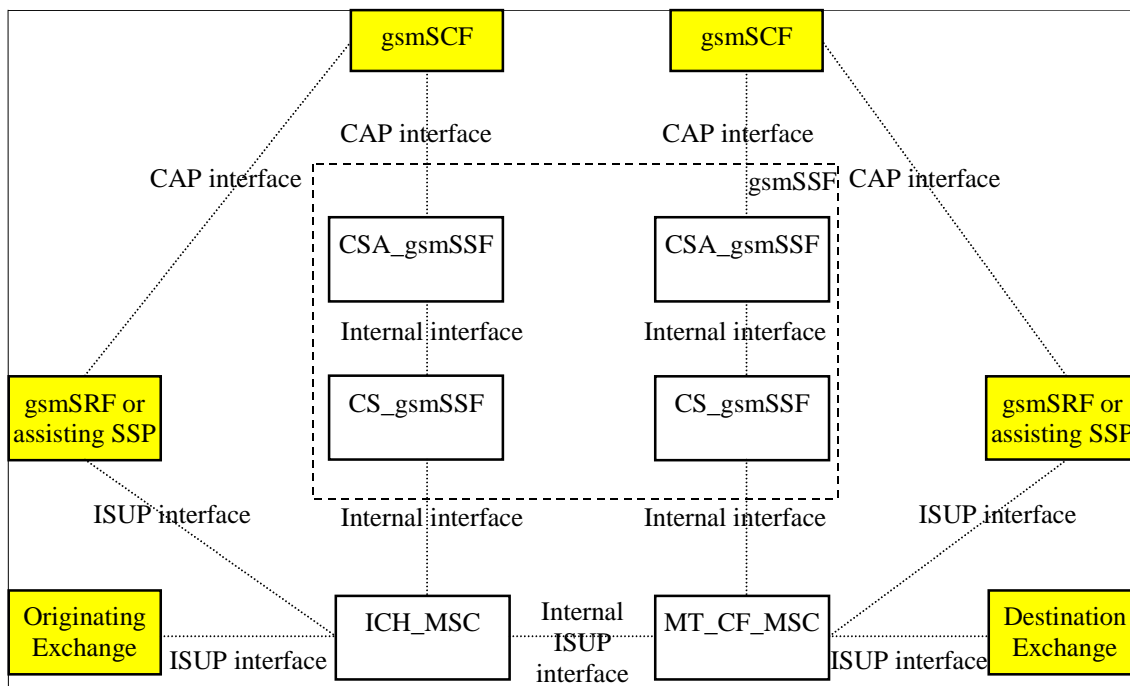 gsmSCF
gsmSCF
CAP interface
CAP interface
CAP interface
gsmSSF
CAP interface
CSA_gsmSSF
CSA_gsmSSF
Internal interface
Internal interface
gsmSRF or
assisting SSP
CS_gsmSSF
CS_gsmSSF
gsmSRF or
assisting SSP
ISUP interface
Internal interface
Internal interface
ISUP interface
Originating
Exchange
ICH_MSC
Internal
ISUP
interface
MT_CF_MSC
Destination
Exchange
ISUP interface
ISUP interface